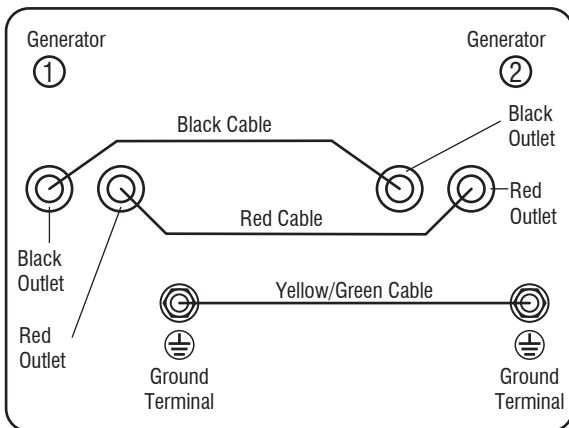 Generator
1
Generator
2
Black Cable
Black
Outlet
Red Cable
Red
Outlet
Black
Outlet
Red
Outlet
Yellow/Green Cable
Ground
Terminal
Ground
Terminal